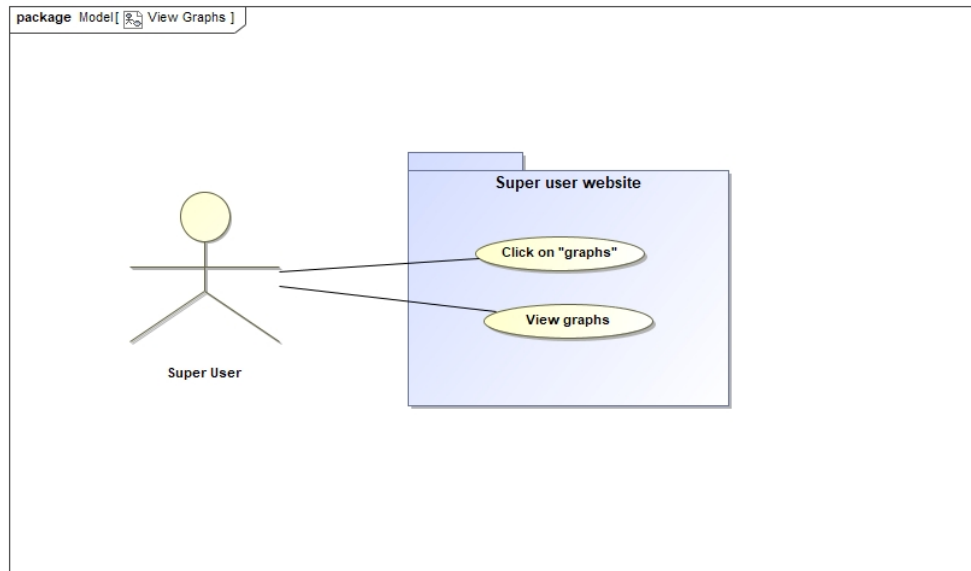 package Model[ View Graphs ]
Super user website
Click on "graphs"
View graphs
Super User